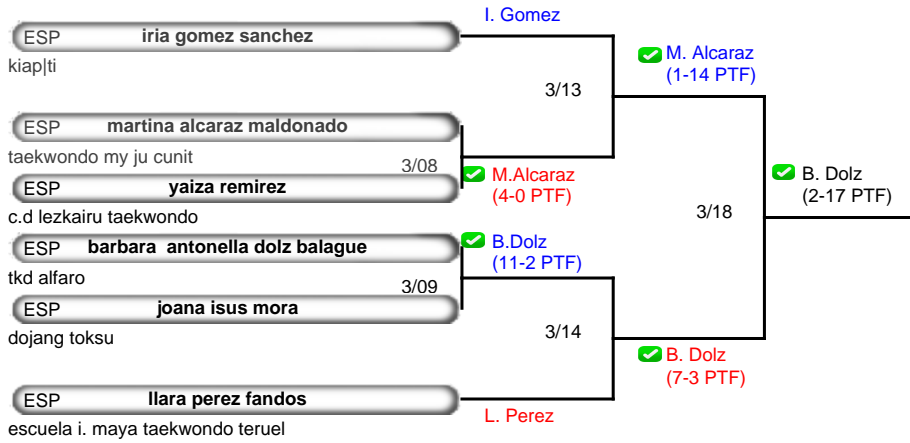 I. Gomez
ESP iria gomez sanchez
kiap|ti
M. Alcaraz
(1-14 PTF)
3/13
ESP martina alcaraz maldonado
taekwondo my ju cunit
3/08
M.Alcaraz
(4-0 PTF)
ESP yaiza remirez
c.d lezkairu taekwondo
B. Dolz
(2-17 PTF)
3/18
ESP barbara antonella dolz balague
tkd alfaro
B.Dolz
(11-2 PTF)
3/09
ESP joana isus mora
dojang toksu
3/14
B. Dolz
(7-3 PTF)
ESP llara perez fandos
escuela i. maya taekwondo teruel
L. Perez